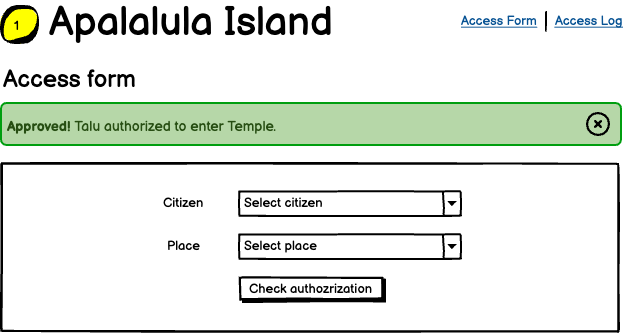 1
Apalalula Island
Access Form | Access Log
Access form
Approved! Talu authorized to enter Temple.
Citizen Select citizen
Place Select place
Check authozrization